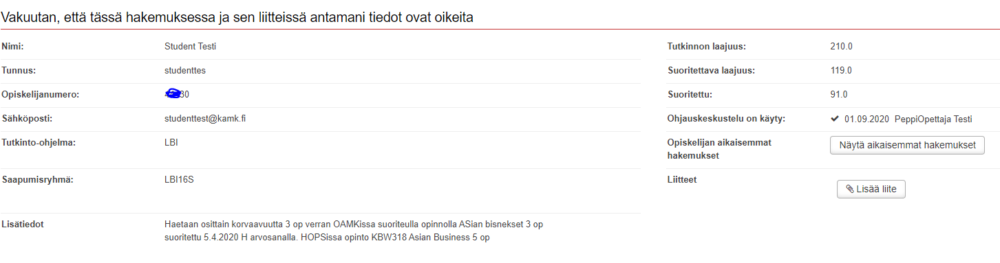 Vakuutan, että tässä hakemuksessa ja sen liitteissä antamani tiedot ovat oikeita
Nimi: Student Testi
Tunnus: studenttes
Opiskelijanumero: 30
Sähköposti: studenttest@kamk.fi
Tutkinto-ohjelma: LBI
Saapumisryhmä: LBI16S
Lisätiedot Haetaan osittain korvaavuutta 3 op verran OAMKissa suoriteulla opinnolla ASian bisnekset 3 op
suoritettu 5.4.2020 H arvosanalla. HOPSissa opinto KBW318 Asian Business 5 op
Tutkinnon laajuus: 210.0
Suoritettava laajuus: 119.0
Suoritettu: 91.0
Ohjauskeskustelu on käyty: 01.09.2020 PeppiOpettaja Testi
Opiskelijan aikaisemmat
hakemukset Näytä aikaisemmat hakemukset
Liitteet Lisää liite